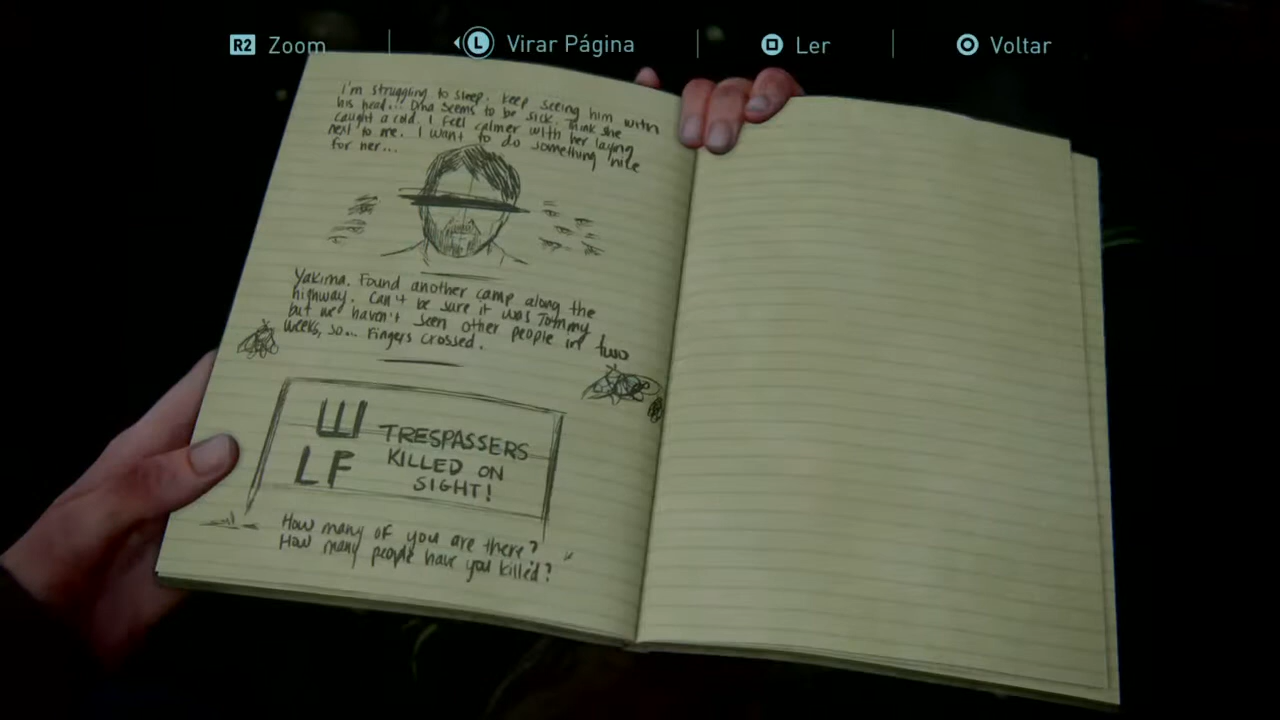 R2 Zoom L Virar Página Ler Voltar
I'm struggling to sleep. Keep seeing him with
his head... Dina seems to be sick. Think she
caught a cold. I feel calmer with her laying
next to me. I want to do something nice
for her...
Yakima. Found another camp along the
highway. Can't be sure it was Tommy
but we haven't seen other people in two
weeks, so... Fingers crossed.
W TRESPASSERS
LF KILLED ON
SIGHT!
How many of you are there?
How many people have you killed?